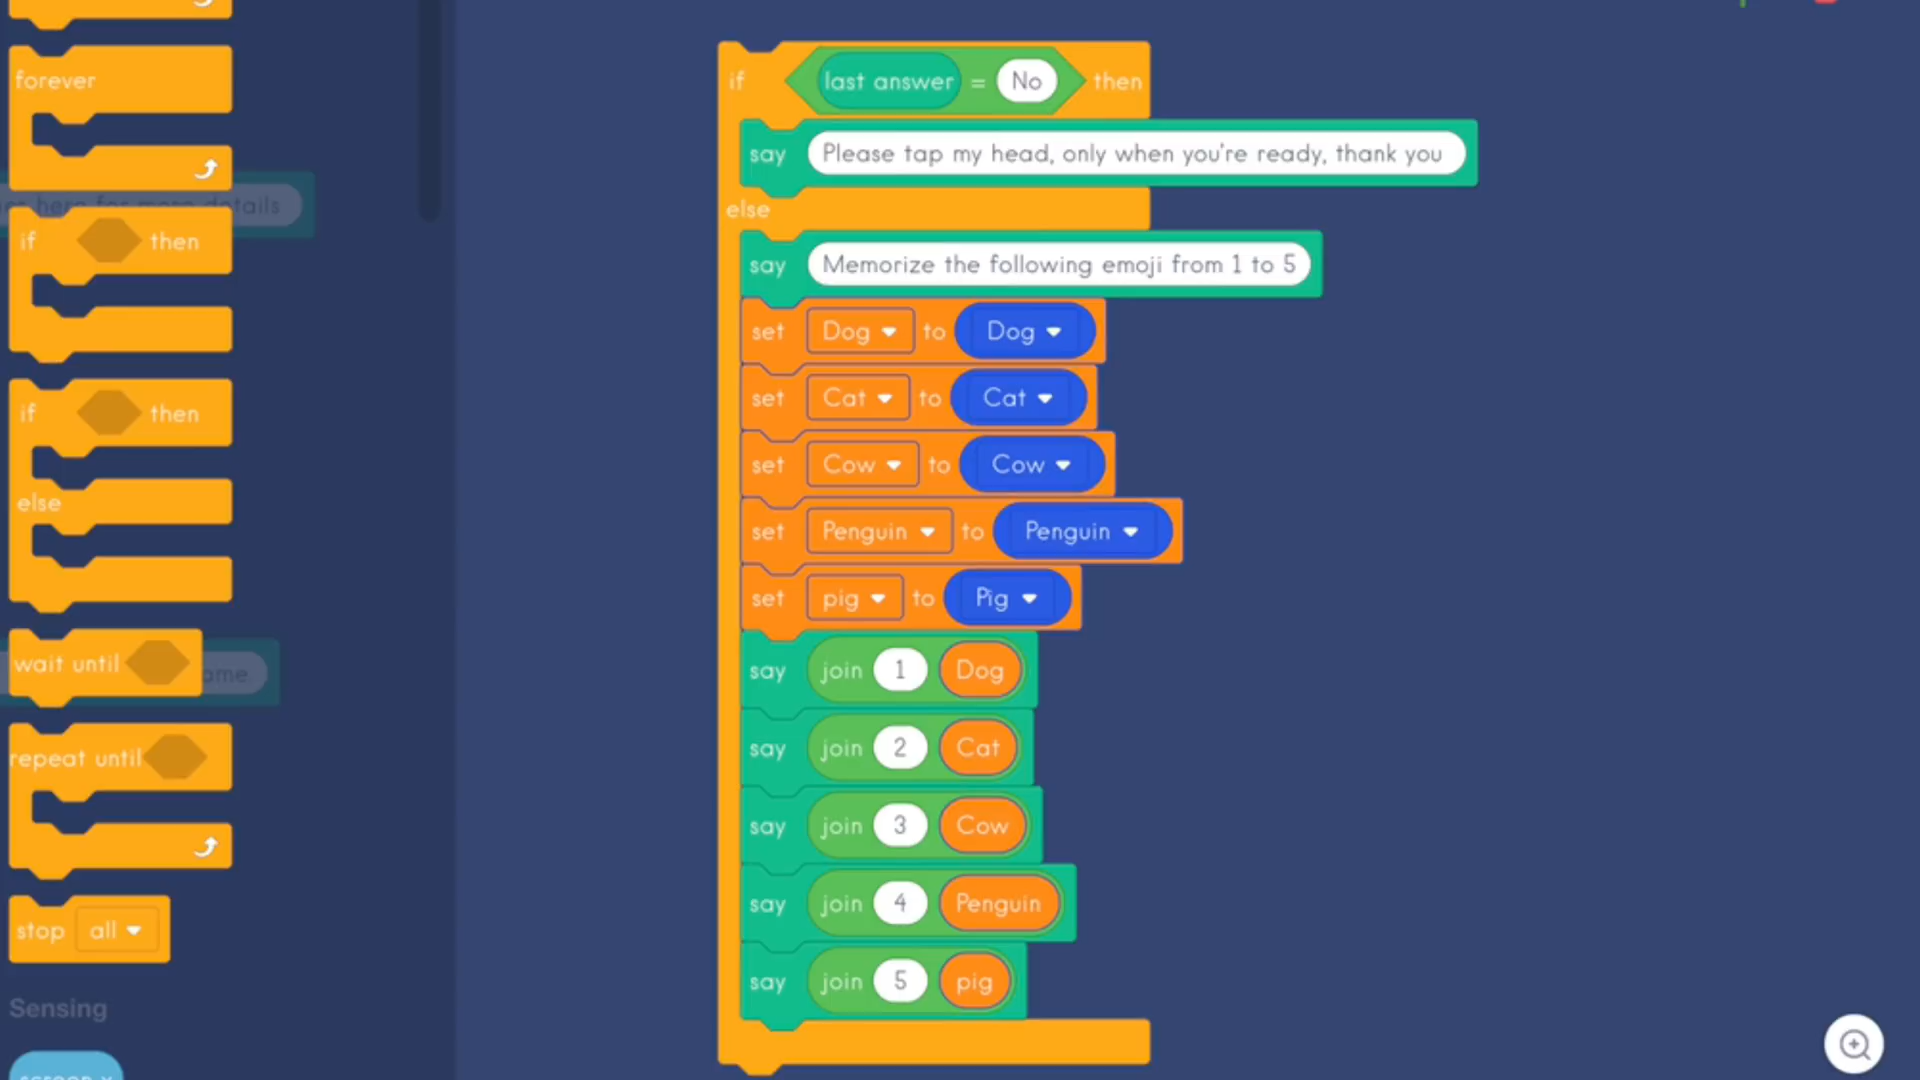 forever
details
if then
if then
else
wait until
ame
repeat until
stop all
Sensing
if last answer = No then
say Please tap my head, only when you're ready, thank you
else
say Memorize the following emoji from 1 to 5
set Dog to Dog
set Cat to Cat
set Cow to Cow
set Penguin to Penguin
set pig to Pig
say join 1 Dog
say join 2 Cat
say join 3 Cow
say join 4 Penguin
say join 5 pig